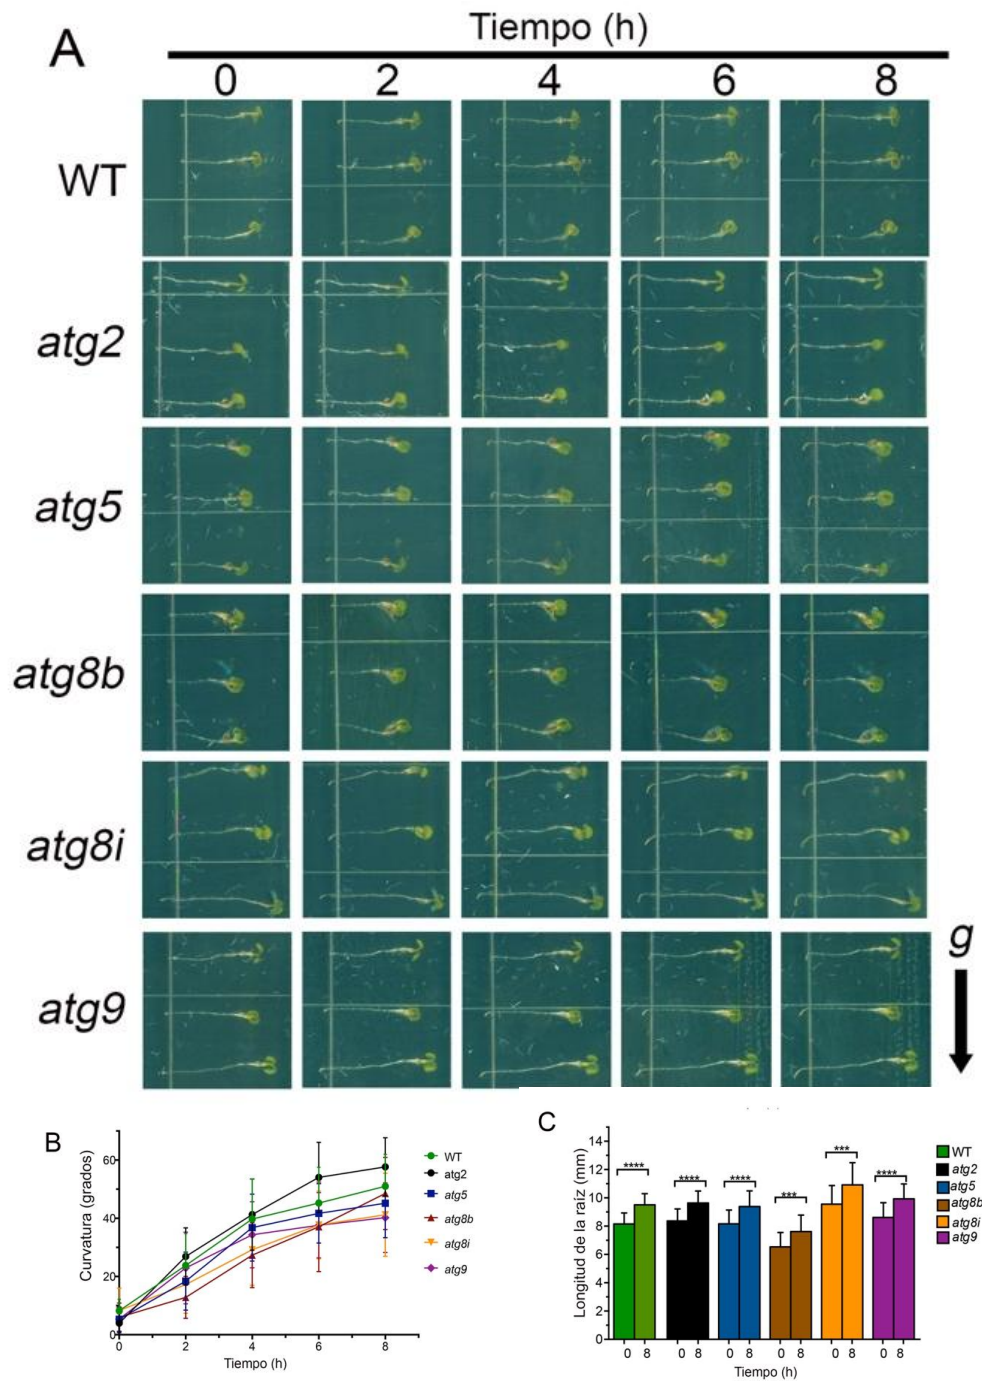 A
Tiempo (h)
0 2 4 6 8
WT
atg2
atg5
atg8b
atg8i
atg9
g
B
Curvatura (grados)
60
40
20
0
0 2 4 6 8
Tiempo (h)
WT
atg2
atg5
atg8b
atg8i
atg9
C
Longitud de la raiz (mm)
14
12
10
8
6
4
2
0
**** **** **** *** *** ****
0 8 0 8 0 8 0 8 0 8 0 8
Tiempo (h)
WT
atg2
atg5
atg8b
atg8i
atg9